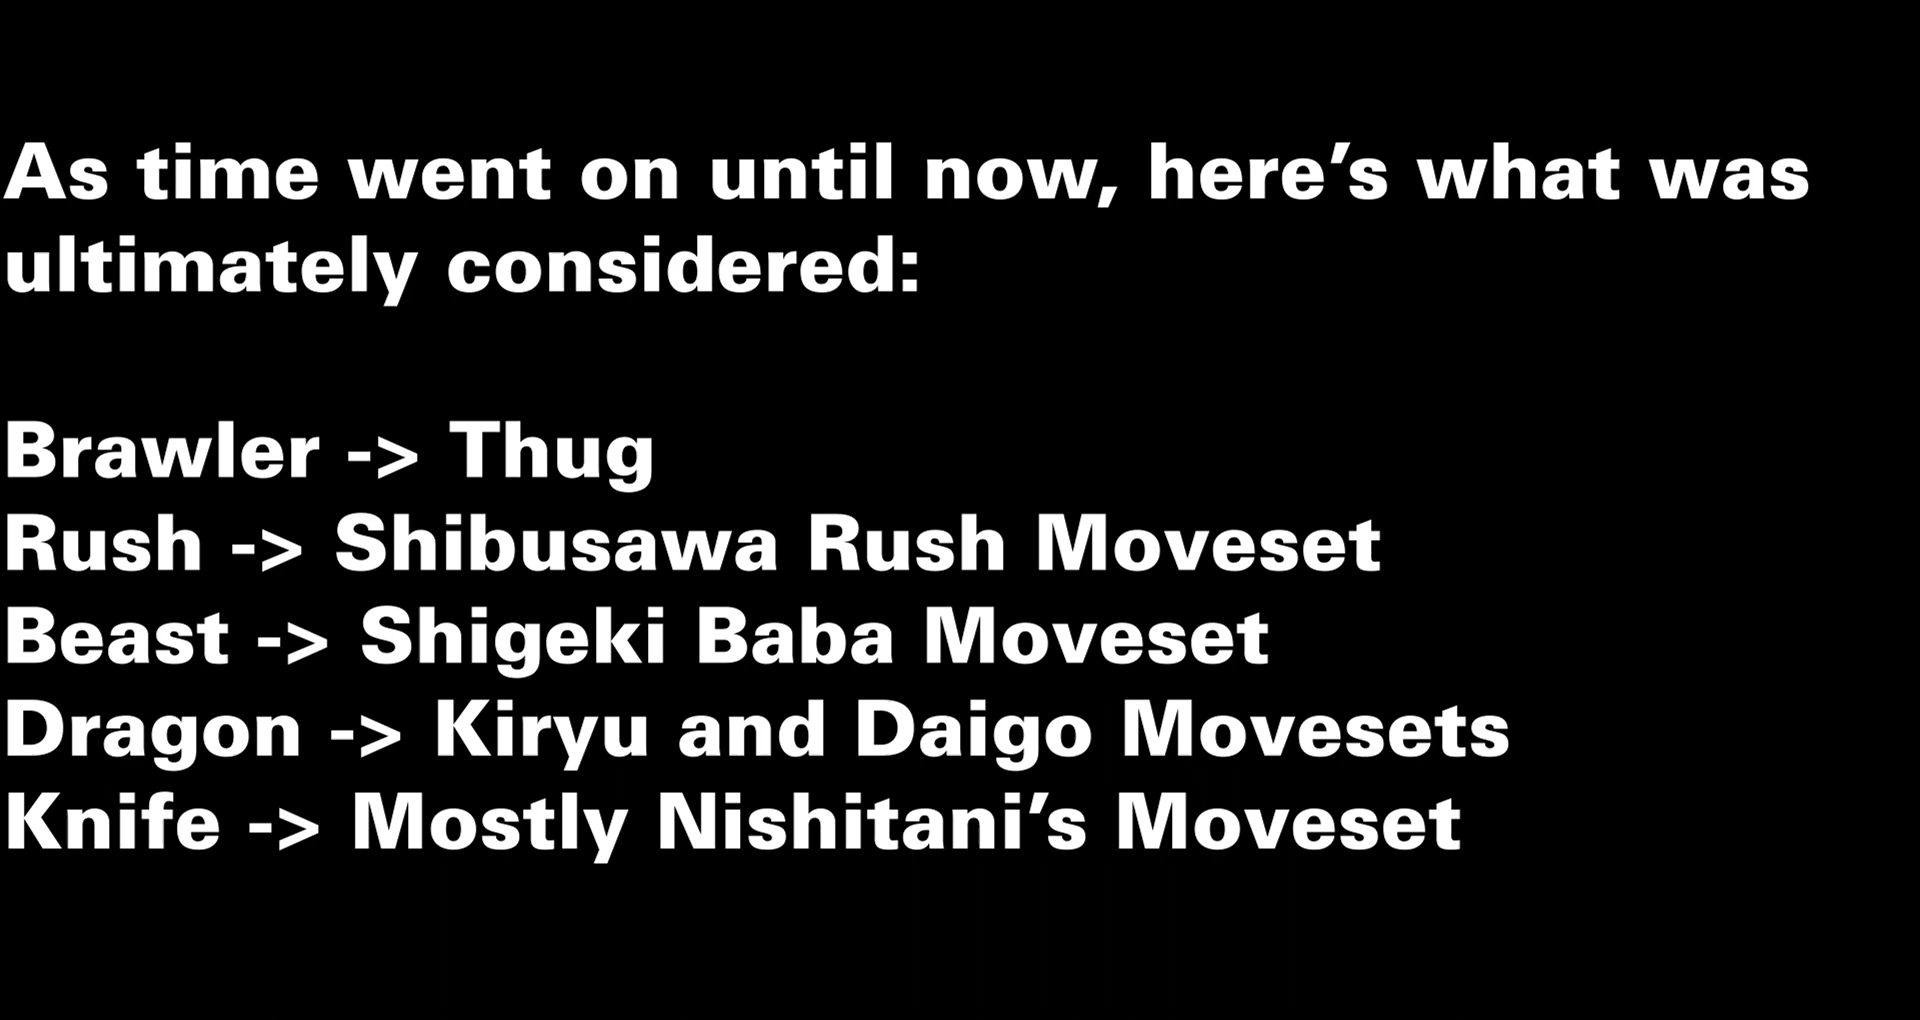 As time went on until now, here’s what was
ultimately considered:
Brawler -> Thug
Rush -> Shibusawa Rush Moveset
Beast -> Shigeki Baba Moveset
Dragon -> Kiryu and Daigo Movesets
Knife -> Mostly Nishitani’s Moveset